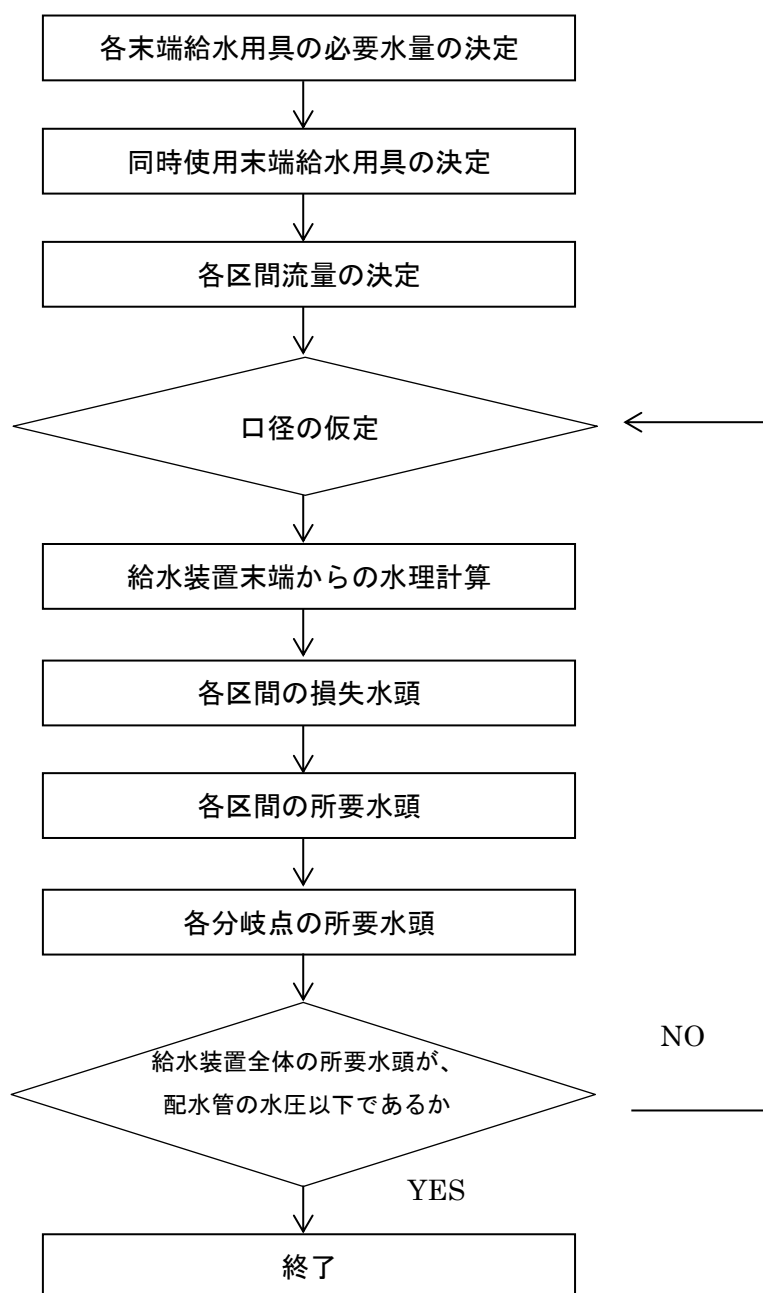 各末端給水用具の必要水量の決定
同時使用末端給水用具の決定
各区間流量の決定
口径の仮定
給水装置末端からの水理計算
各区間の損失水頭
各区間の所要水頭
各分岐点の所要水頭
給水装置全体の所要水頭が、
配水管の水圧以下であるか
NO
YES
終了